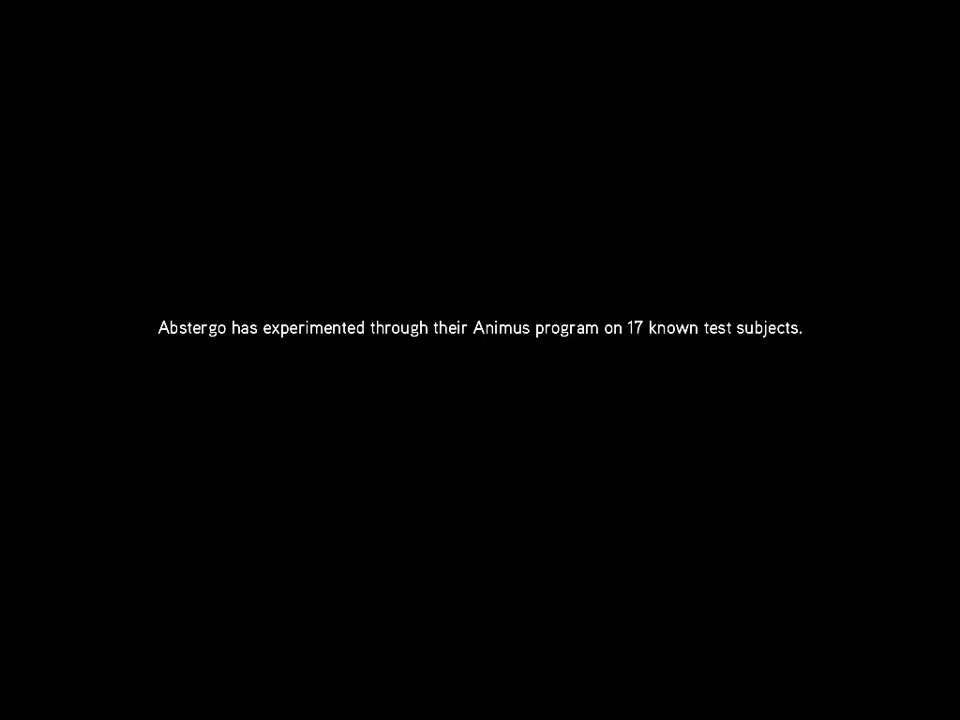 Abstergo has experimented through their Animus program on 17 known test subjects.